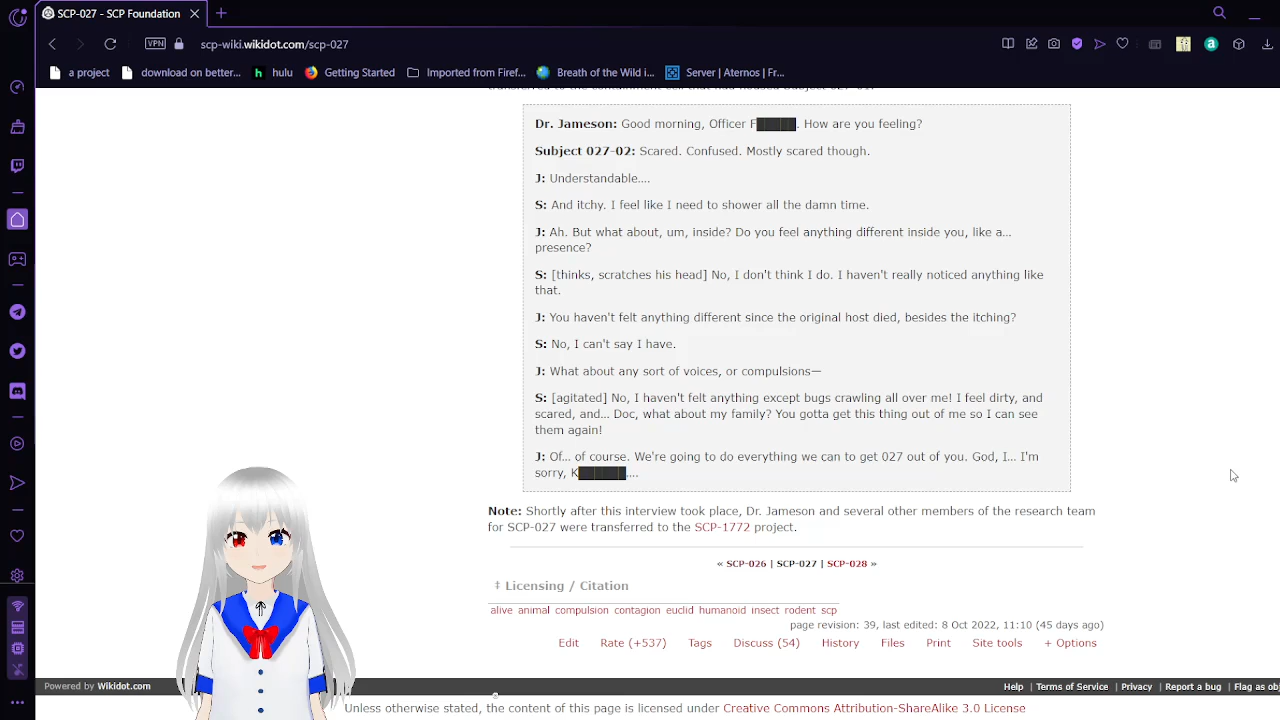 SCP-027 - SCP Foundation
VPN
scp-wiki.wikidot.com/scp-027
a project
download on better...
hulu
Getting Started
Imported from Firef...
Breath of the Wild i...
Server | Aternos | Fr...
Dr. Jameson: Good morning, Officer F█████. How are you feeling?
Subject 027-02: Scared. Confused. Mostly scared though.
J: Understandable....
S: And itchy. I feel like I need to shower all the damn time.
J: Ah. But what about, um, inside? Do you feel anything different inside you, like a...
presence?
S: [thinks, scratches his head] No, I don't think I do. I haven't really noticed anything like
that.
J: You haven't felt anything different since the original host died, besides the itching?
S: No, I can't say I have.
J: What about any sort of voices, or compulsions—
S: [agitated] No, I haven't felt anything except bugs crawling all over me! I feel dirty, and
scared, and... Doc, what about my family? You gotta get this thing out of me so I can see
them again!
J: Of... of course. We're going to do everything we can to get 027 out of you. God, I... I'm
sorry, K██████....
Note: Shortly after this interview took place, Dr. Jameson and several other members of the research team
for SCP-027 were transferred to the SCP-1772 project.
« SCP-026 | SCP-027 | SCP-028 »
‡ Licensing / Citation
alive animal compulsion contagion euclid humanoid insect rodent scp
page revision: 39, last edited: 8 Oct 2022, 11:10 (45 days ago)
Edit Rate (+537) Tags Discuss (54) History Files Print Site tools + Options
Powered by Wikidot.com
Help | Terms of Service | Privacy | Report a bug | Flag as obj
Unless otherwise stated, the content of this page is licensed under Creative Commons Attribution-ShareAlike 3.0 License